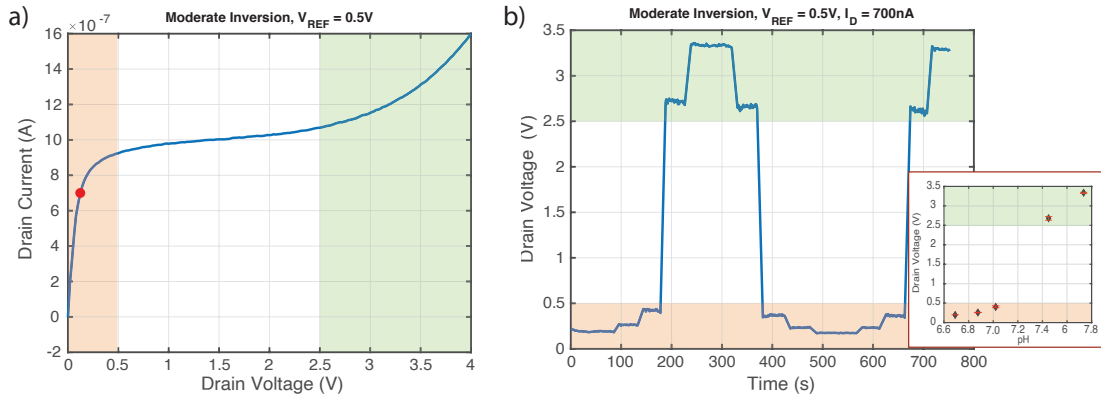 a)
Moderate Inversion, VREF = 0.5V
× 10-7
Drain Current (A)
16
14
12
10
8
6
4
2
0
-2
0 0.5 1 1.5 2 2.5 3 3.5 4
Drain Voltage (V)
b)
Moderate Inversion, VREF = 0.5V, ID = 700nA
Drain Voltage (V)
3.5
3
2.5
2
1.5
1
0.5
0
0 100 200 300 400 500 600 700 800
Time (s)
Drain Voltage (V)
3.5
3
2.5
2
1.5
1
0.5
0
6.6 6.8 7.0 7.2 7.4 7.6 7.8
pH